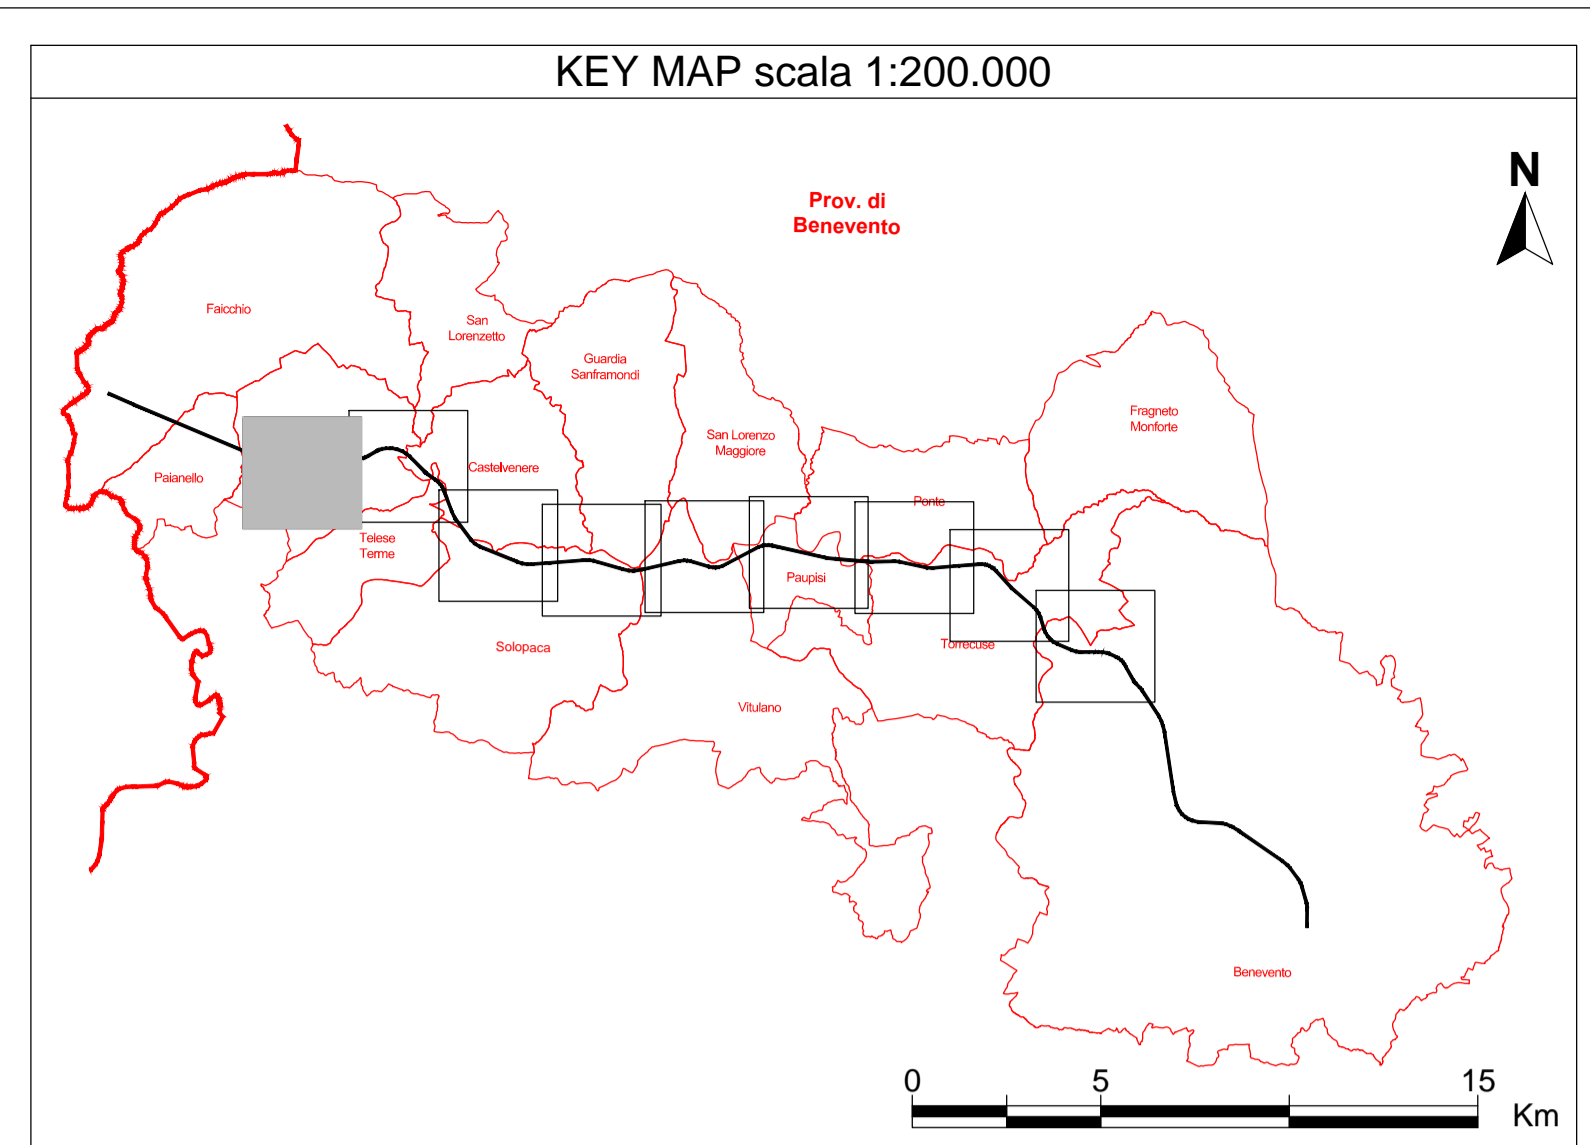 KEY MAP scala 1:200.000
N
Prov. di
Benevento
Faicchio
San
Lorenzetto
Guardia
Sanframondi
Fragneto
Monforte
San Lorenzo
Maggiore
Castelvenere
Paianello
Ponte
Telese
Terme
Paupisi
Solopaca
Torrecuse
Vitulano
Benevento
0 5 15
Km